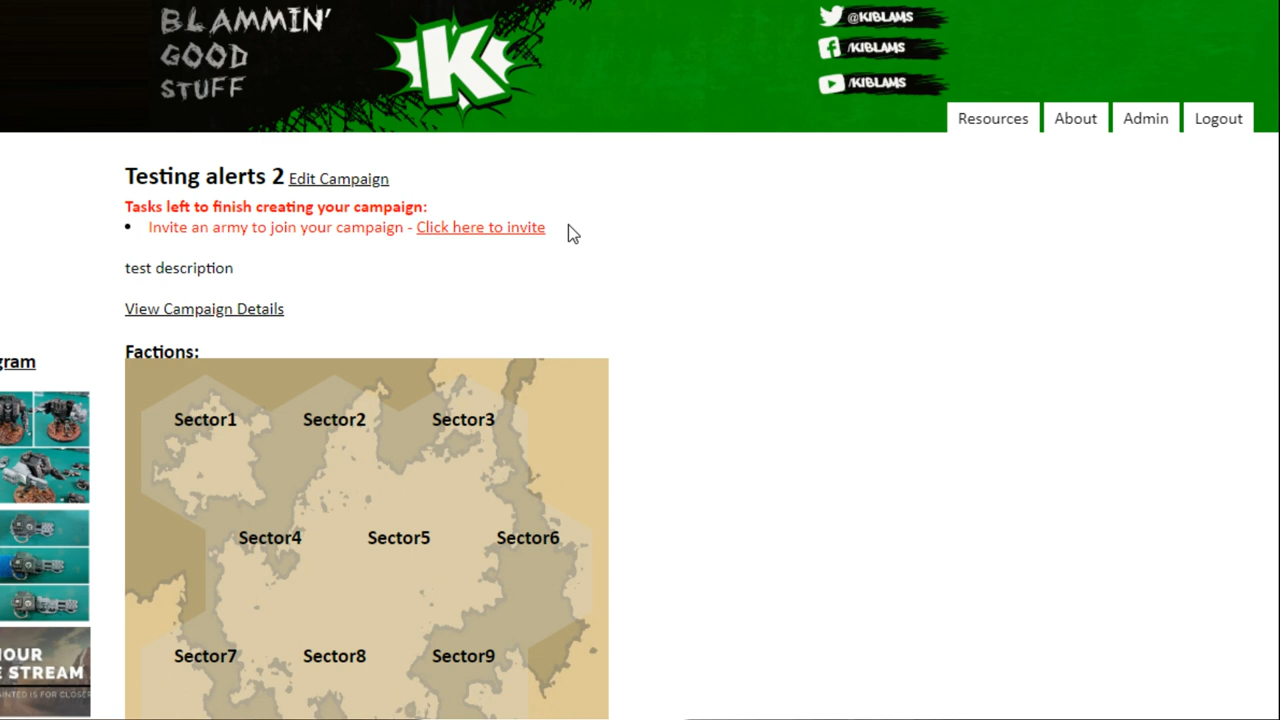 BLAMMIN'
GOOD
STUFF
K
@KIBLAMS
/KIBLAMS
/KIBLAMS
Resources About Admin Logout
Testing alerts 2 Edit Campaign
Tasks left to finish creating your campaign:
• Invite an army to join your campaign - Click here to invite
test description
View Campaign Details
Factions:
gram
Sector1 Sector2 Sector3
Sector4 Sector5 Sector6
Sector7 Sector8 Sector9
HOUR
STREAM